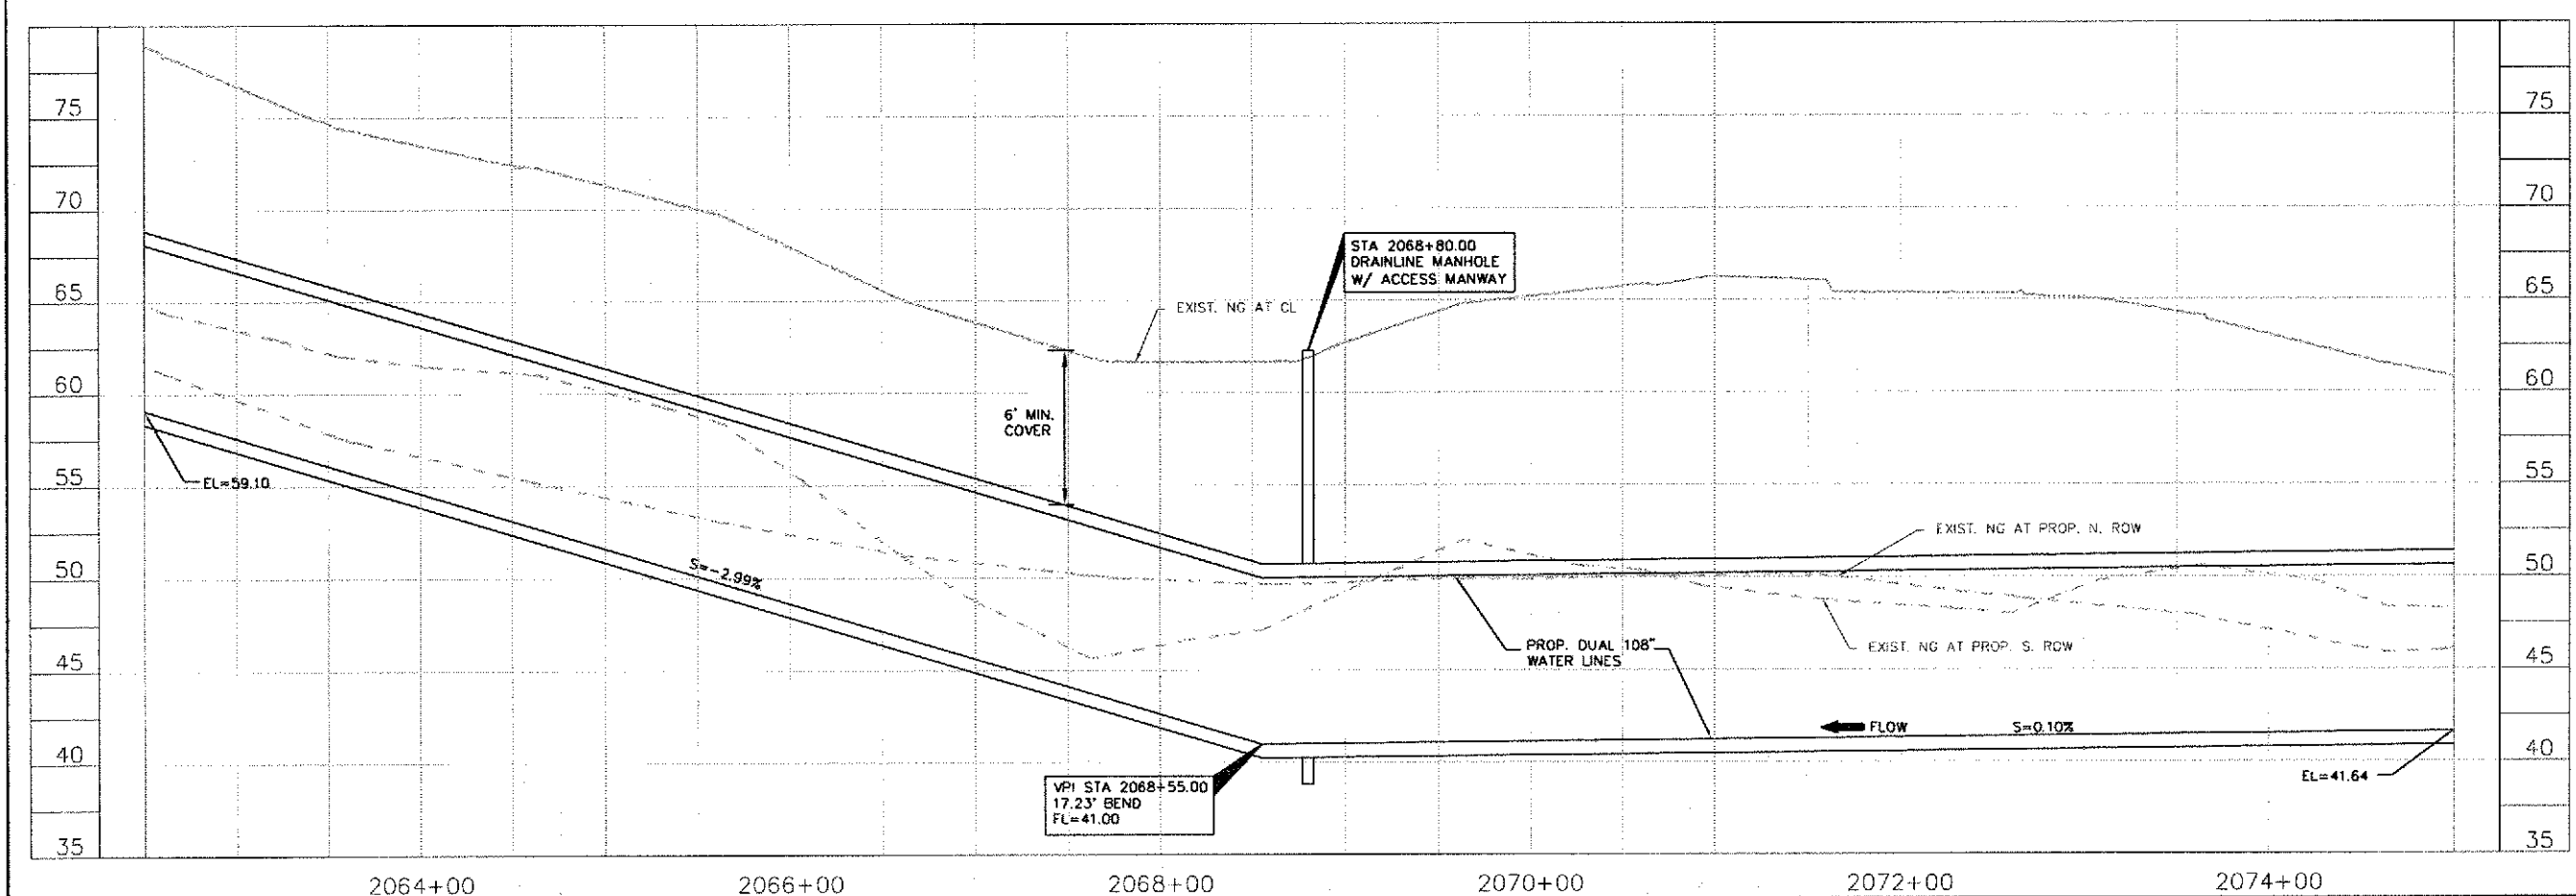 75
70
65
60
55
50
45
40
35
75
70
65
60
55
50
45
40
35
STA 2068+80.00
DRAINLINE MANHOLE
W/ ACCESS MANWAY
EXIST. NG AT CL
6' MIN.
COVER
EL=59.10
S=-2.99%
EXIST. NG AT PROP. N. ROW
EXIST. NG AT PROP. S. ROW
PROP. DUAL 108"
WATER LINES
FLOW
S=0.10%
EL=41.64
VPI STA 2068+55.00
17.23° BEND
EL=41.00
2064+00
2066+00
2068+00
2070+00
2072+00
2074+00